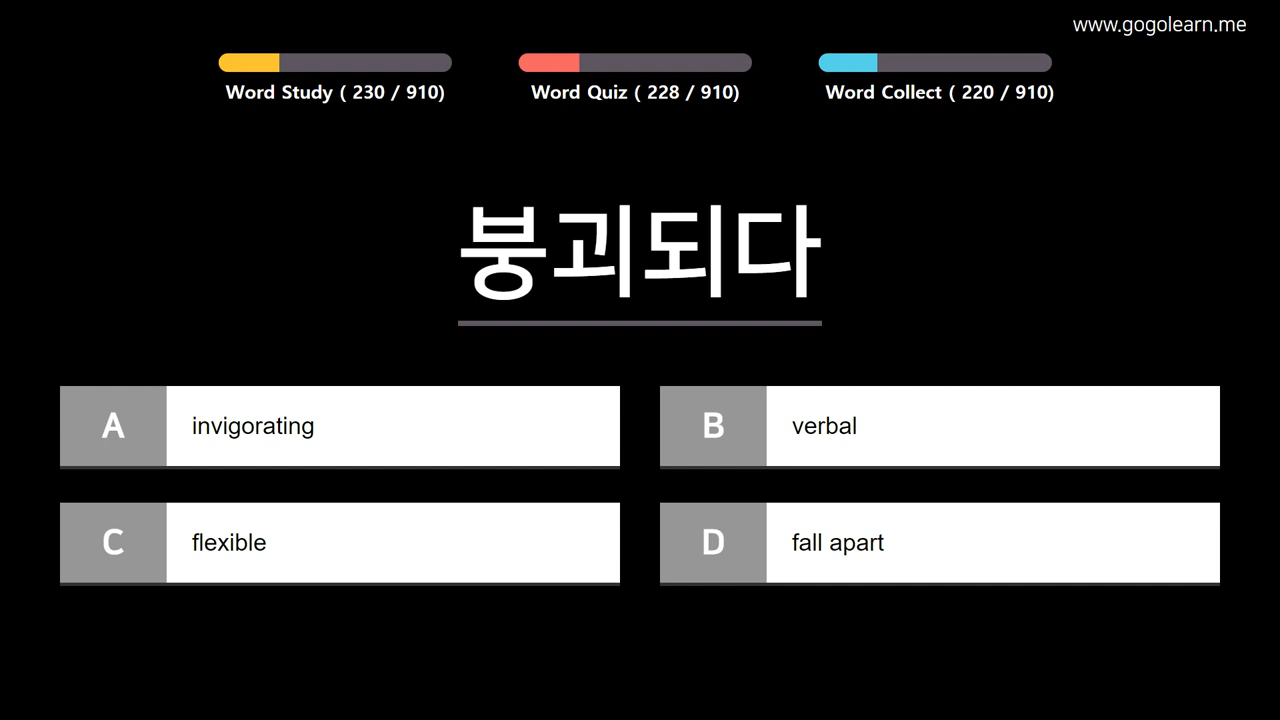 www.gogolearn.me
Word Study ( 230 / 910)
Word Quiz ( 228 / 910)
Word Collect ( 220 / 910)
붕괴되다
A invigorating
B verbal
C flexible
D fall apart